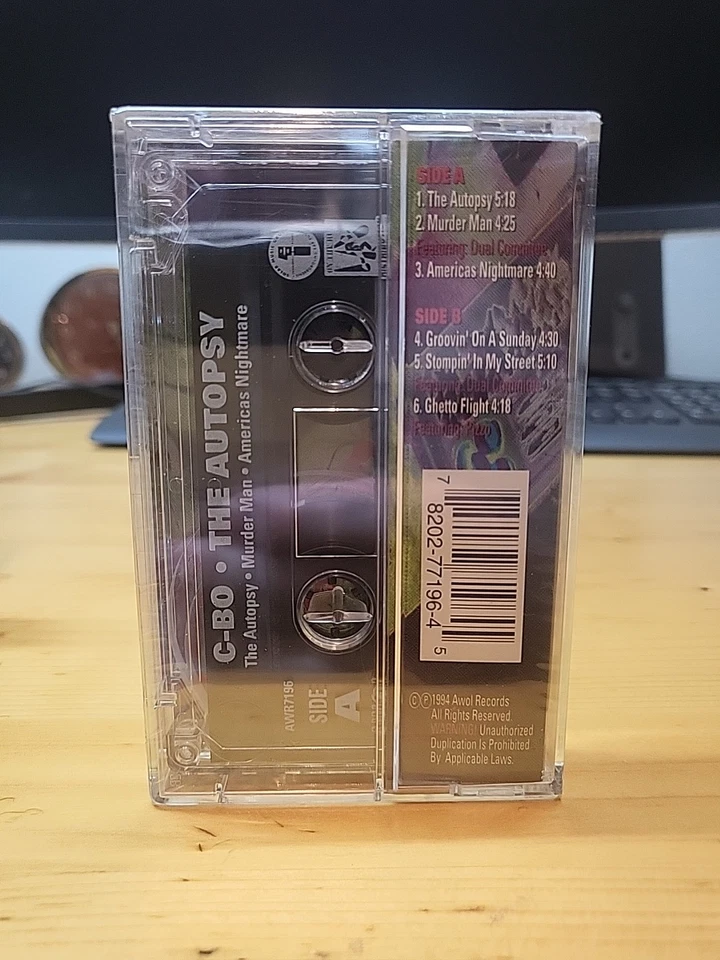 C-BO • THE AUTOPSY
The Autopsy • Murder Man • Americas Nightmare
AWR7196
SIDE
A
SIDE A
1. The Autopsy 5:18
2. Murder Man 4:25
Featuring: Dual Committee
3. Americas Nightmare 4:40
SIDE B
4. Groovin' On A Sunday 4:30
5. Stompin' In My Street 5:10
Featuring: Dual Committee
6. Ghetto Flight 4:18
Featuring: Pizzo
7 8202-77196-4 5
©℗1994 Awol Records
All Rights Reserved.
WARNING: Unauthorized
Duplication Is Prohibited
By Applicable Laws.